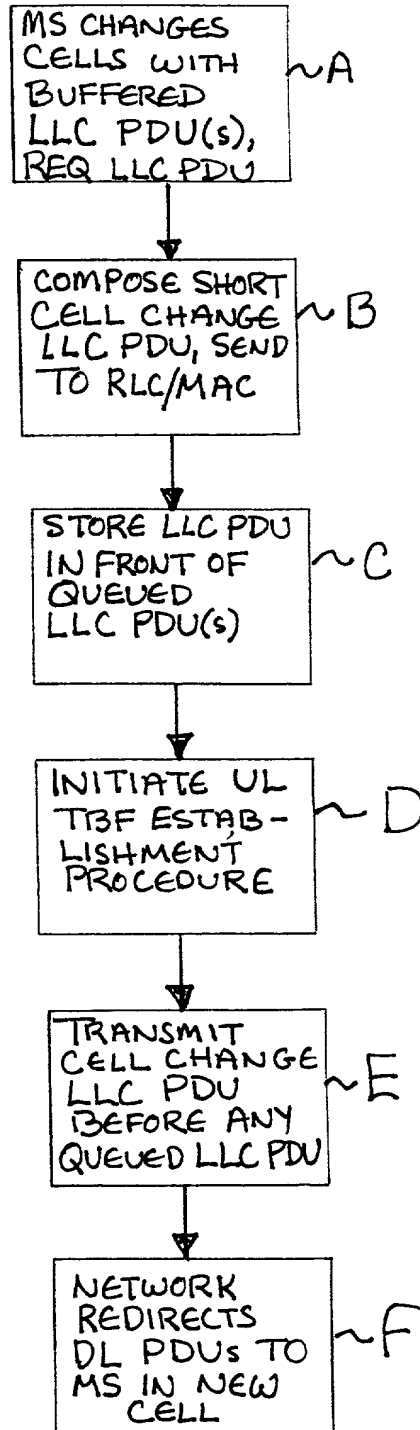 MS CHANGES
CELLS WITH
BUFFERED
LLC PDU(s),
REQ LLC PDU
A
COMPOSE SHORT
CELL CHANGE
LLC PDU, SEND
TO RLC/MAC
B
STORE LLC PDU
IN FRONT OF
QUEUED
LLC PDU(s)
C
INITIATE UL
TBF ESTAB-
LISHMENT
PROCEDURE
D
TRANSMIT
CELL CHANGE
LLC PDU
BEFORE ANY
QUEUED LLC PDU
E
NETWORK
REDIRECTS
DL PDUs TO
MS IN NEW
CELL
F